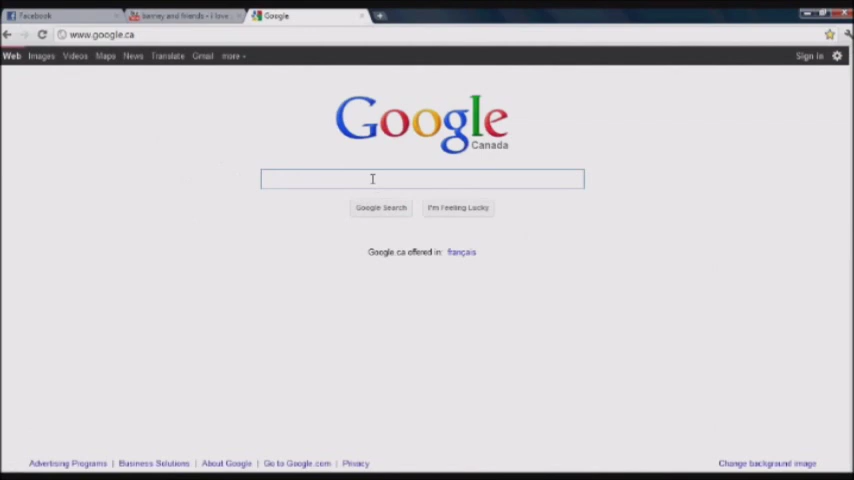 Facebook barney and friends - i love Google
www.google.ca
Web Images Videos Maps News Translate Gmail more Sign in
Google
Canada
Google Search I'm Feeling Lucky
Google.ca offered in: français
Advertising Programs Business Solutions About Google Go to Google.com Privacy Change background image